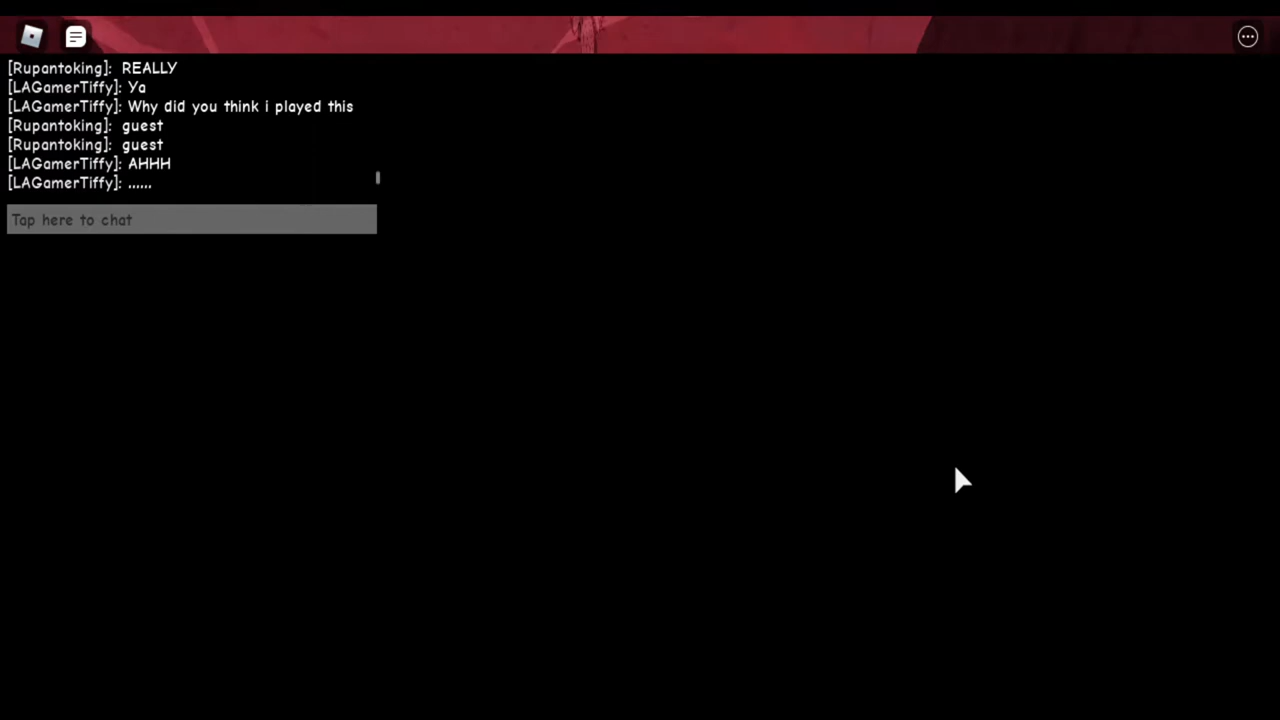 [Rupantoking]: REALLY
[LAGamerTiffy]: Ya
[LAGamerTiffy]: Why did you think i played this
[Rupantoking]: guest
[Rupantoking]: guest
[LAGamerTiffy]: AHHH
[LAGamerTiffy]: ......
Tap here to chat